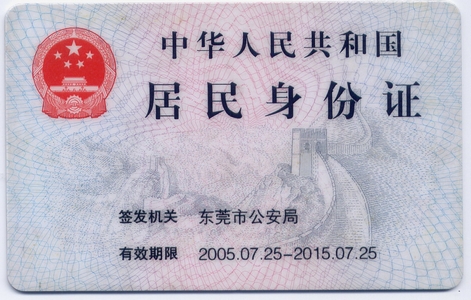 中华人民共和国
居民身份证
签发机关 东莞市公安局
有效期限 2005.07.25-2015.07.25